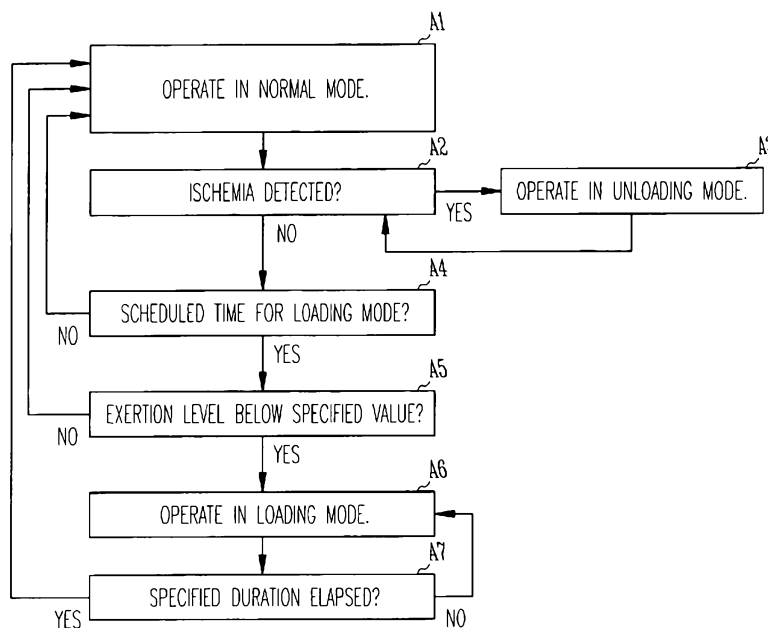 A1
OPERATE IN NORMAL MODE.
A2
ISCHEMIA DETECTED?
YES
OPERATE IN UNLOADING MODE.
NO
A4
SCHEDULED TIME FOR LOADING MODE?
NO
YES
A5
EXERTION LEVEL BELOW SPECIFIED VALUE?
NO
YES
A6
OPERATE IN LOADING MODE.
A7
SPECIFIED DURATION ELAPSED?
YES
NO